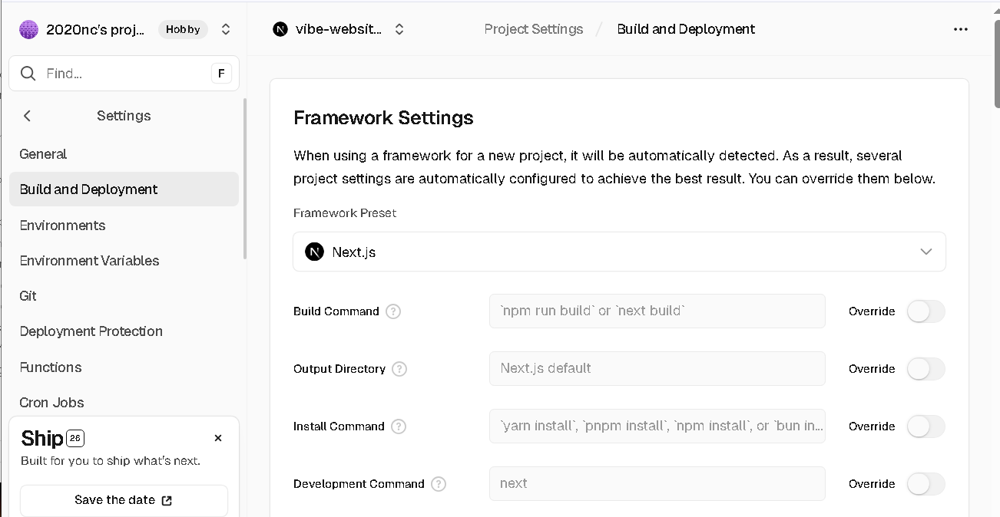 2020nc's proj... Hobby
Find... F
Settings
General
Build and Deployment
Environments
Environment Variables
Git
Deployment Protection
Functions
Cron Jobs
Ship 26
Built for you to ship what's next.
Save the date
N vibe-websit...
Project Settings / Build and Deployment
Framework Settings
When using a framework for a new project, it will be automatically detected. As a result, several
project settings are automatically configured to achieve the best result. You can override them below.
Framework Preset
N Next.js
Build Command ? `npm run build` or `next build` Override
Output Directory ? Next.js default Override
Install Command ? `yarn install`, `pnpm install`, `npm install`, or `bun in... Override
Development Command ? next Override